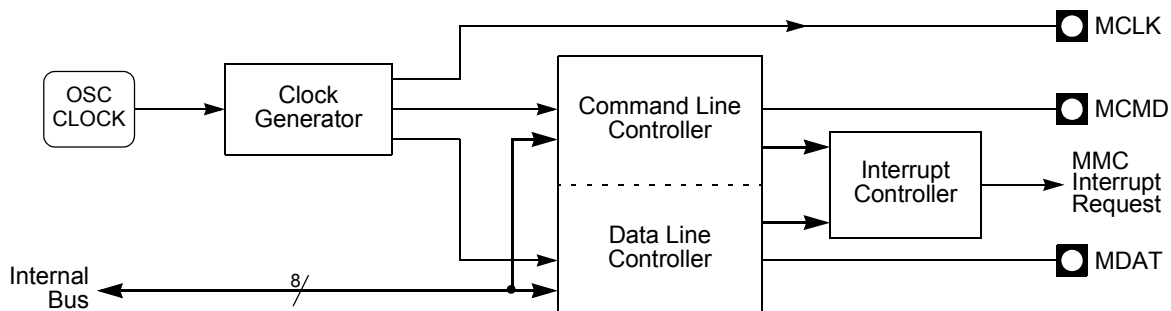 MCLK
OSC
CLOCK
Clock
Generator
Command Line
Controller
MCMD
Interrupt
Controller
MMC
Interrupt
Request
Data Line
Controller
MDAT
Internal
Bus
8